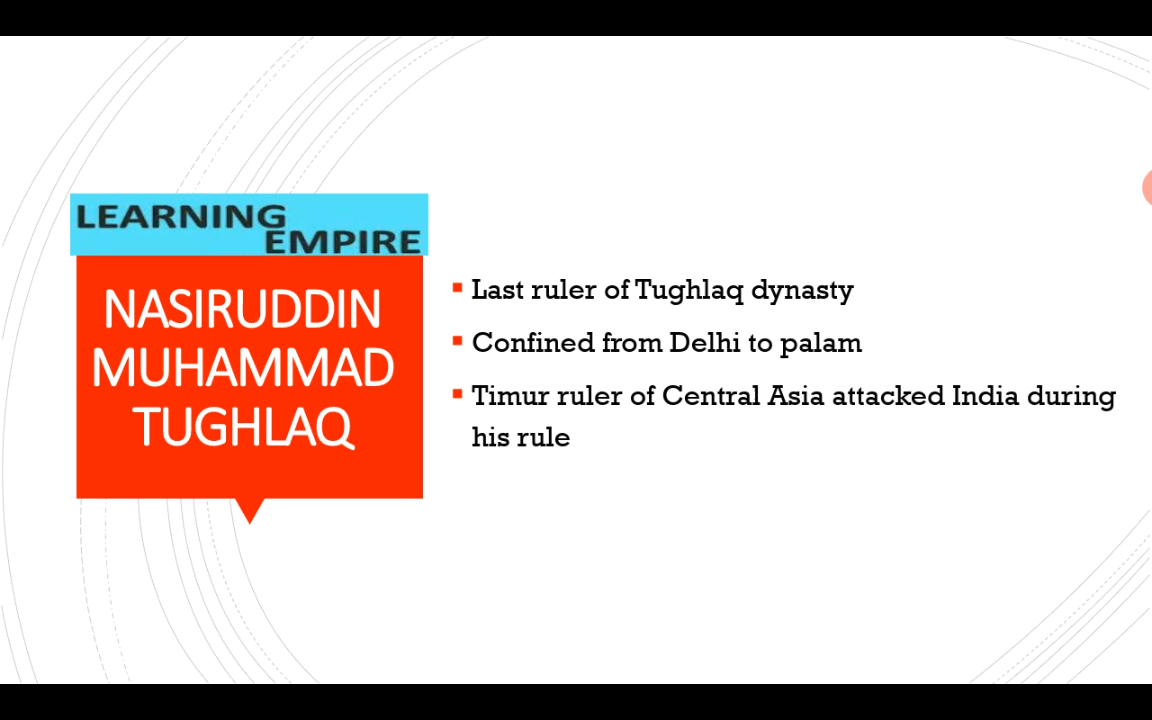 LEARNING
EMPIRE
NASIRUDDIN
MUHAMMAD
TUGHLAQ
Last ruler of Tughlaq dynasty
Confined from Delhi to palam
Timur ruler of Central Asia attacked India during
his rule